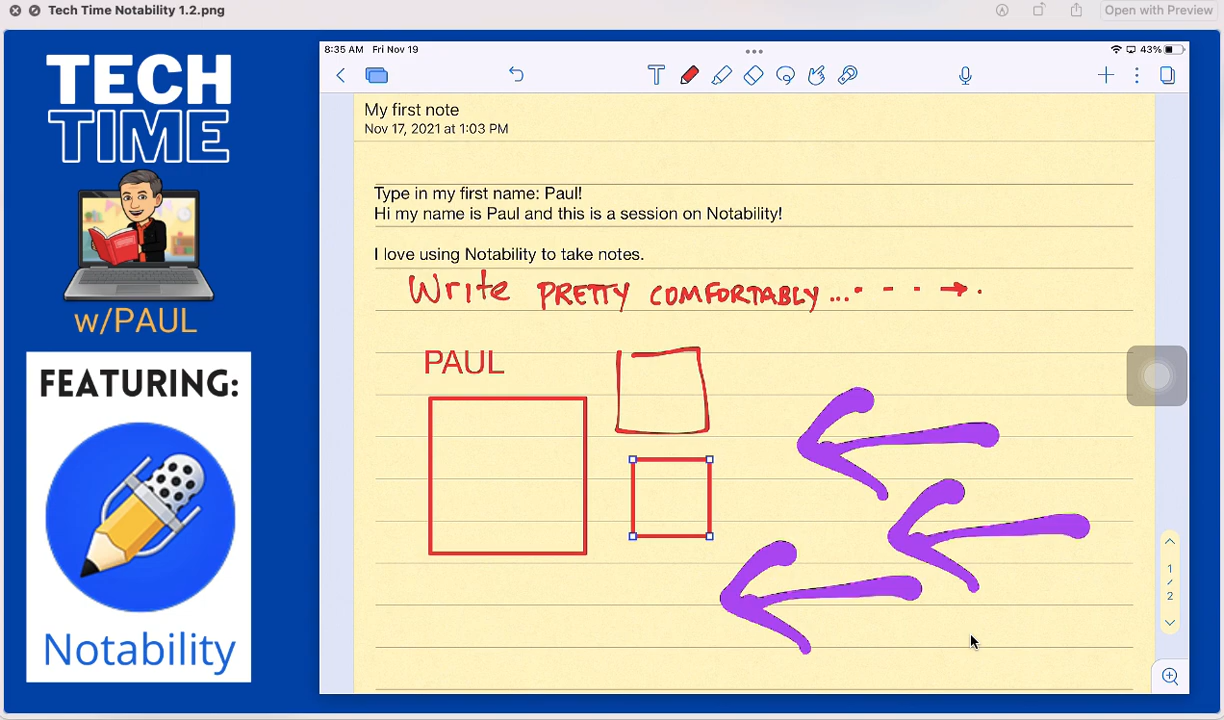 Tech Time Notability 1.2.png
Open with Preview
TECH
TIME
w/PAUL
FEATURING:
Notability
8:35 AM Fri Nov 19
43%
T
My first note
Nov 17, 2021 at 1:03 PM
Type in my first name: Paul!
Hi my name is Paul and this is a session on Notability!
I love using Notability to take notes.
Write PRETTY COMFORTABLY...
PAUL
1
/
2